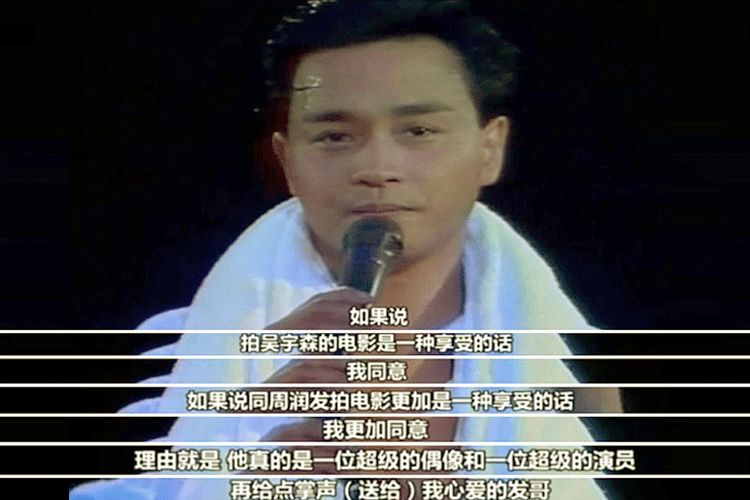 如果说
拍吴宇森的电影是一种享受的话
我同意
如果说同周润发拍电影更加是一种享受的话
我更加同意
理由就是 他真的是一位超级的偶像和一位超级的演员
再给点掌声（送给）我心爱的发哥